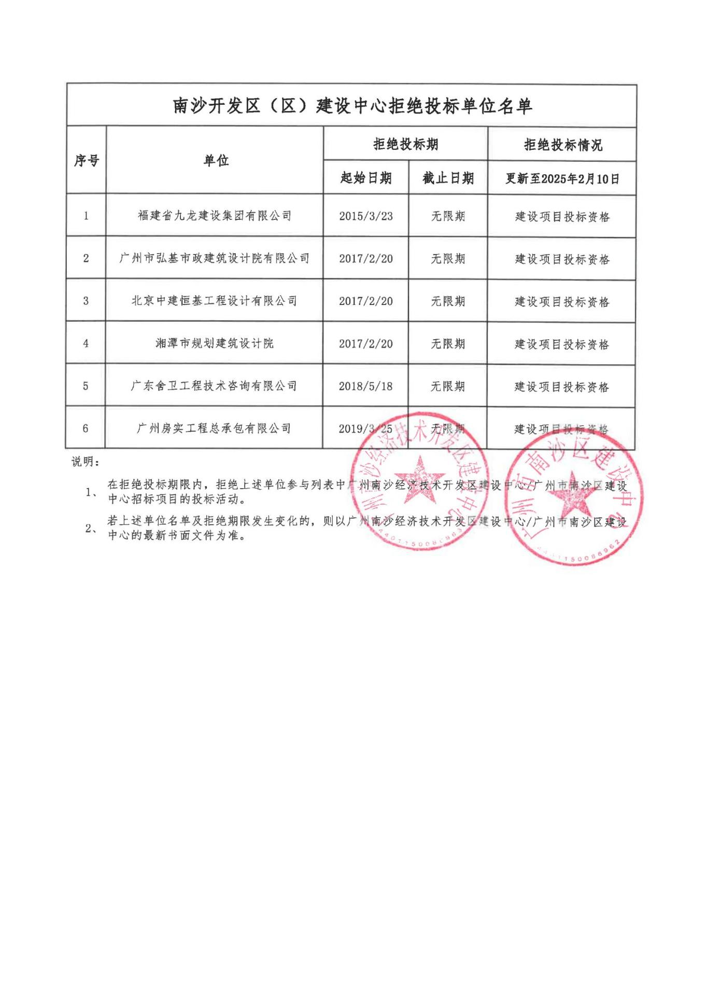 南沙开发区（区）建设中心拒绝投标单位名单
序号 单位 拒绝投标期 拒绝投标情况
起始日期 截止日期 更新至2025年2月10日
1 福建省九龙建设集团有限公司 2015/3/23 无限期 建设项目投标资格
2 广州市弘基市政建筑设计院有限公司 2017/2/20 无限期 建设项目投标资格
3 北京中建恒基工程设计有限公司 2017/2/20 无限期 建设项目投标资格
4 湘潭市规划建筑设计院 2017/2/20 无限期 建设项目投标资格
5 广东舍卫工程技术咨询有限公司 2018/5/18 无限期 建设项目投标资格
6 广州房实工程总承包有限公司 2019/3/25 无限期 建设项目投标资格
说明：
1、 在拒绝投标期限内，拒绝上述单位参与列表中广州南沙经济技术开发区建设中心/广州市南沙区建设
中心招标项目的投标活动。
2、 若上述单位名单及拒绝期限发生变化的，则以广州南沙经济技术开发区建设中心/广州市南沙区建设
中心的最新书面文件为准。
广州南沙经济技术开发区建设中心
广州市南沙区建设中心